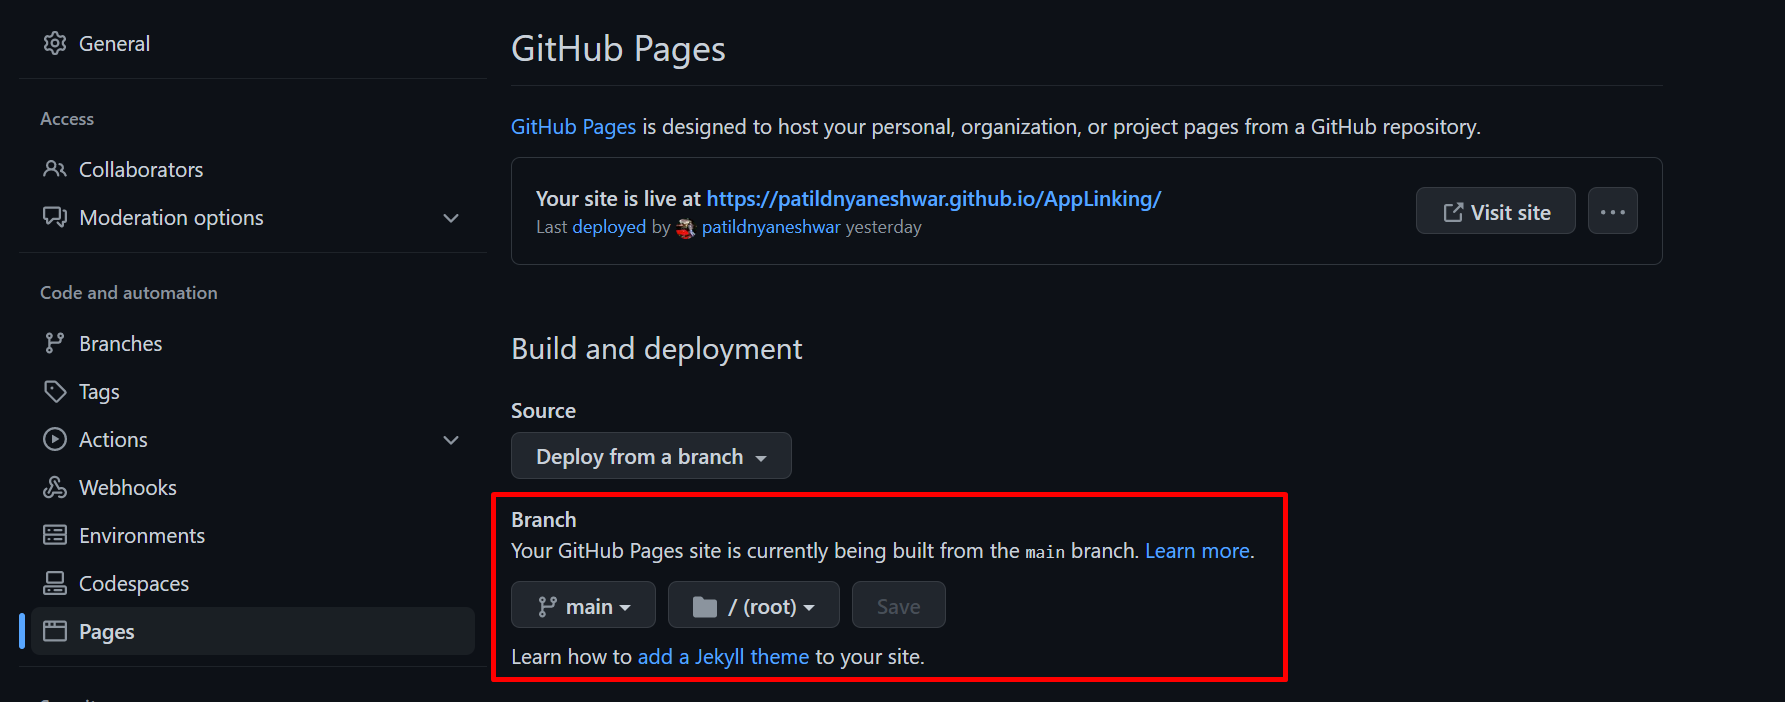 General
Access
Collaborators
Moderation options
Code and automation
Branches
Tags
Actions
Webhooks
Environments
Codespaces
Pages
GitHub Pages
GitHub Pages is designed to host your personal, organization, or project pages from a GitHub repository.
Your site is live at https://patildnyaneshwar.github.io/AppLinking/
Last deployed by patildnyaneshwar yesterday
Visit site
Build and deployment
Source
Deploy from a branch
Branch
Your GitHub Pages site is currently being built from the main branch. Learn more.
main
/ (root)
Save
Learn how to add a Jekyll theme to your site.